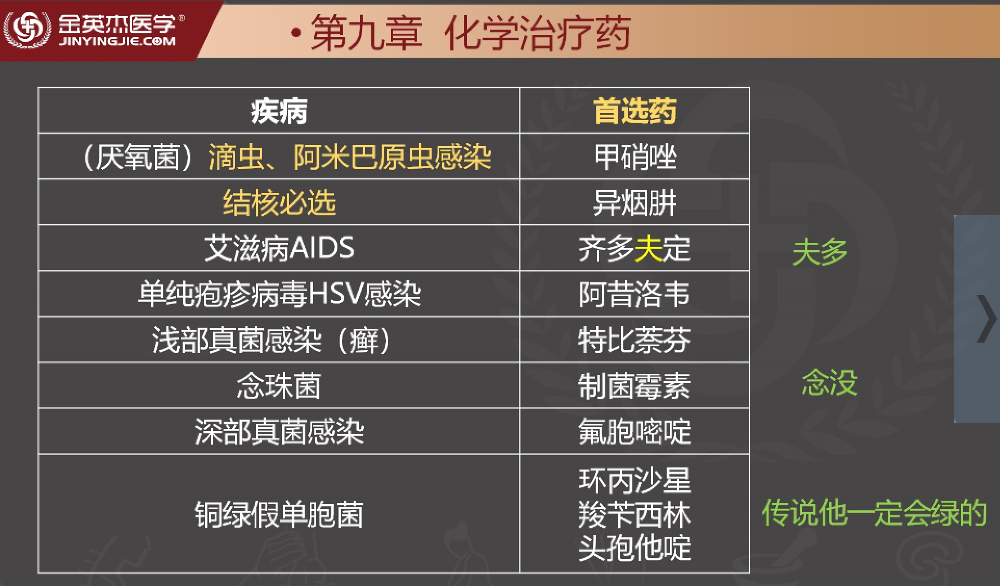 金英杰医学®
JINYINGJIE.COM
•第九章 化学治疗药
疾病
首选药
（厌氧菌）滴虫、阿米巴原虫感染
甲硝唑
结核必选
异烟肼
艾滋病AIDS
齐多夫定
夫多
单纯疱疹病毒HSV感染
阿昔洛韦
浅部真菌感染（癣）
特比萘芬
念珠菌
制菌霉素
念没
深部真菌感染
氟胞嘧啶
铜绿假单胞菌
环丙沙星
羧苄西林
头孢他啶
传说他一定会绿的